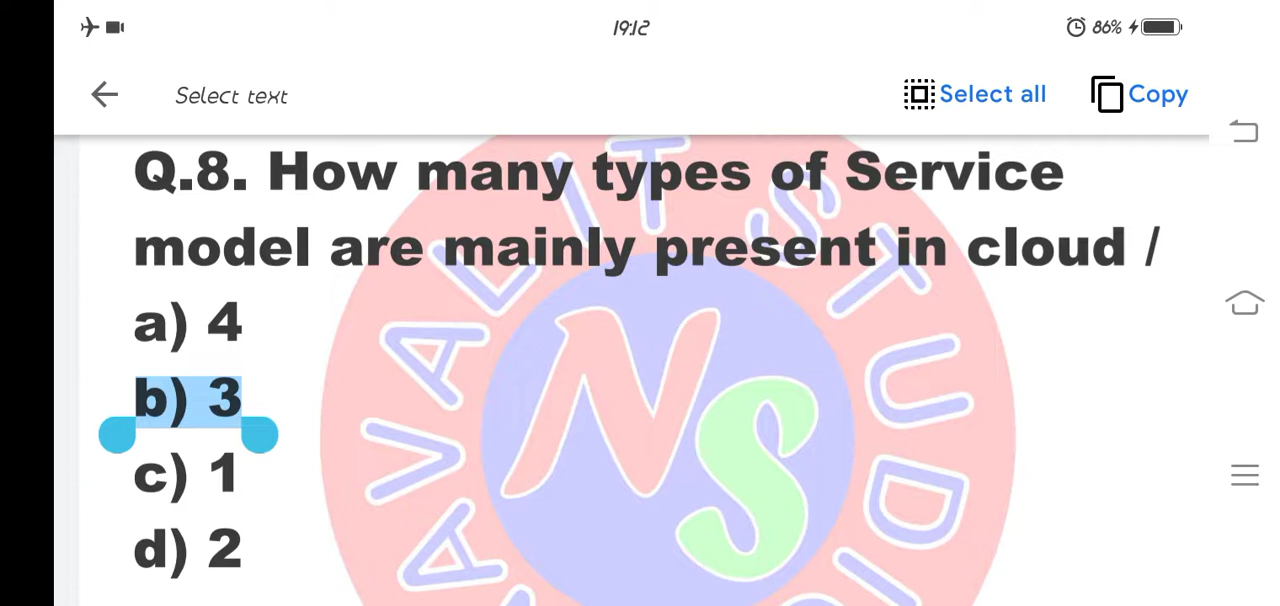 19:12
86%
Select text
Select all
Copy
Q.8. How many types of Service
model are mainly present in cloud /
a) 4
b) 3
c) 1
d) 2
NS